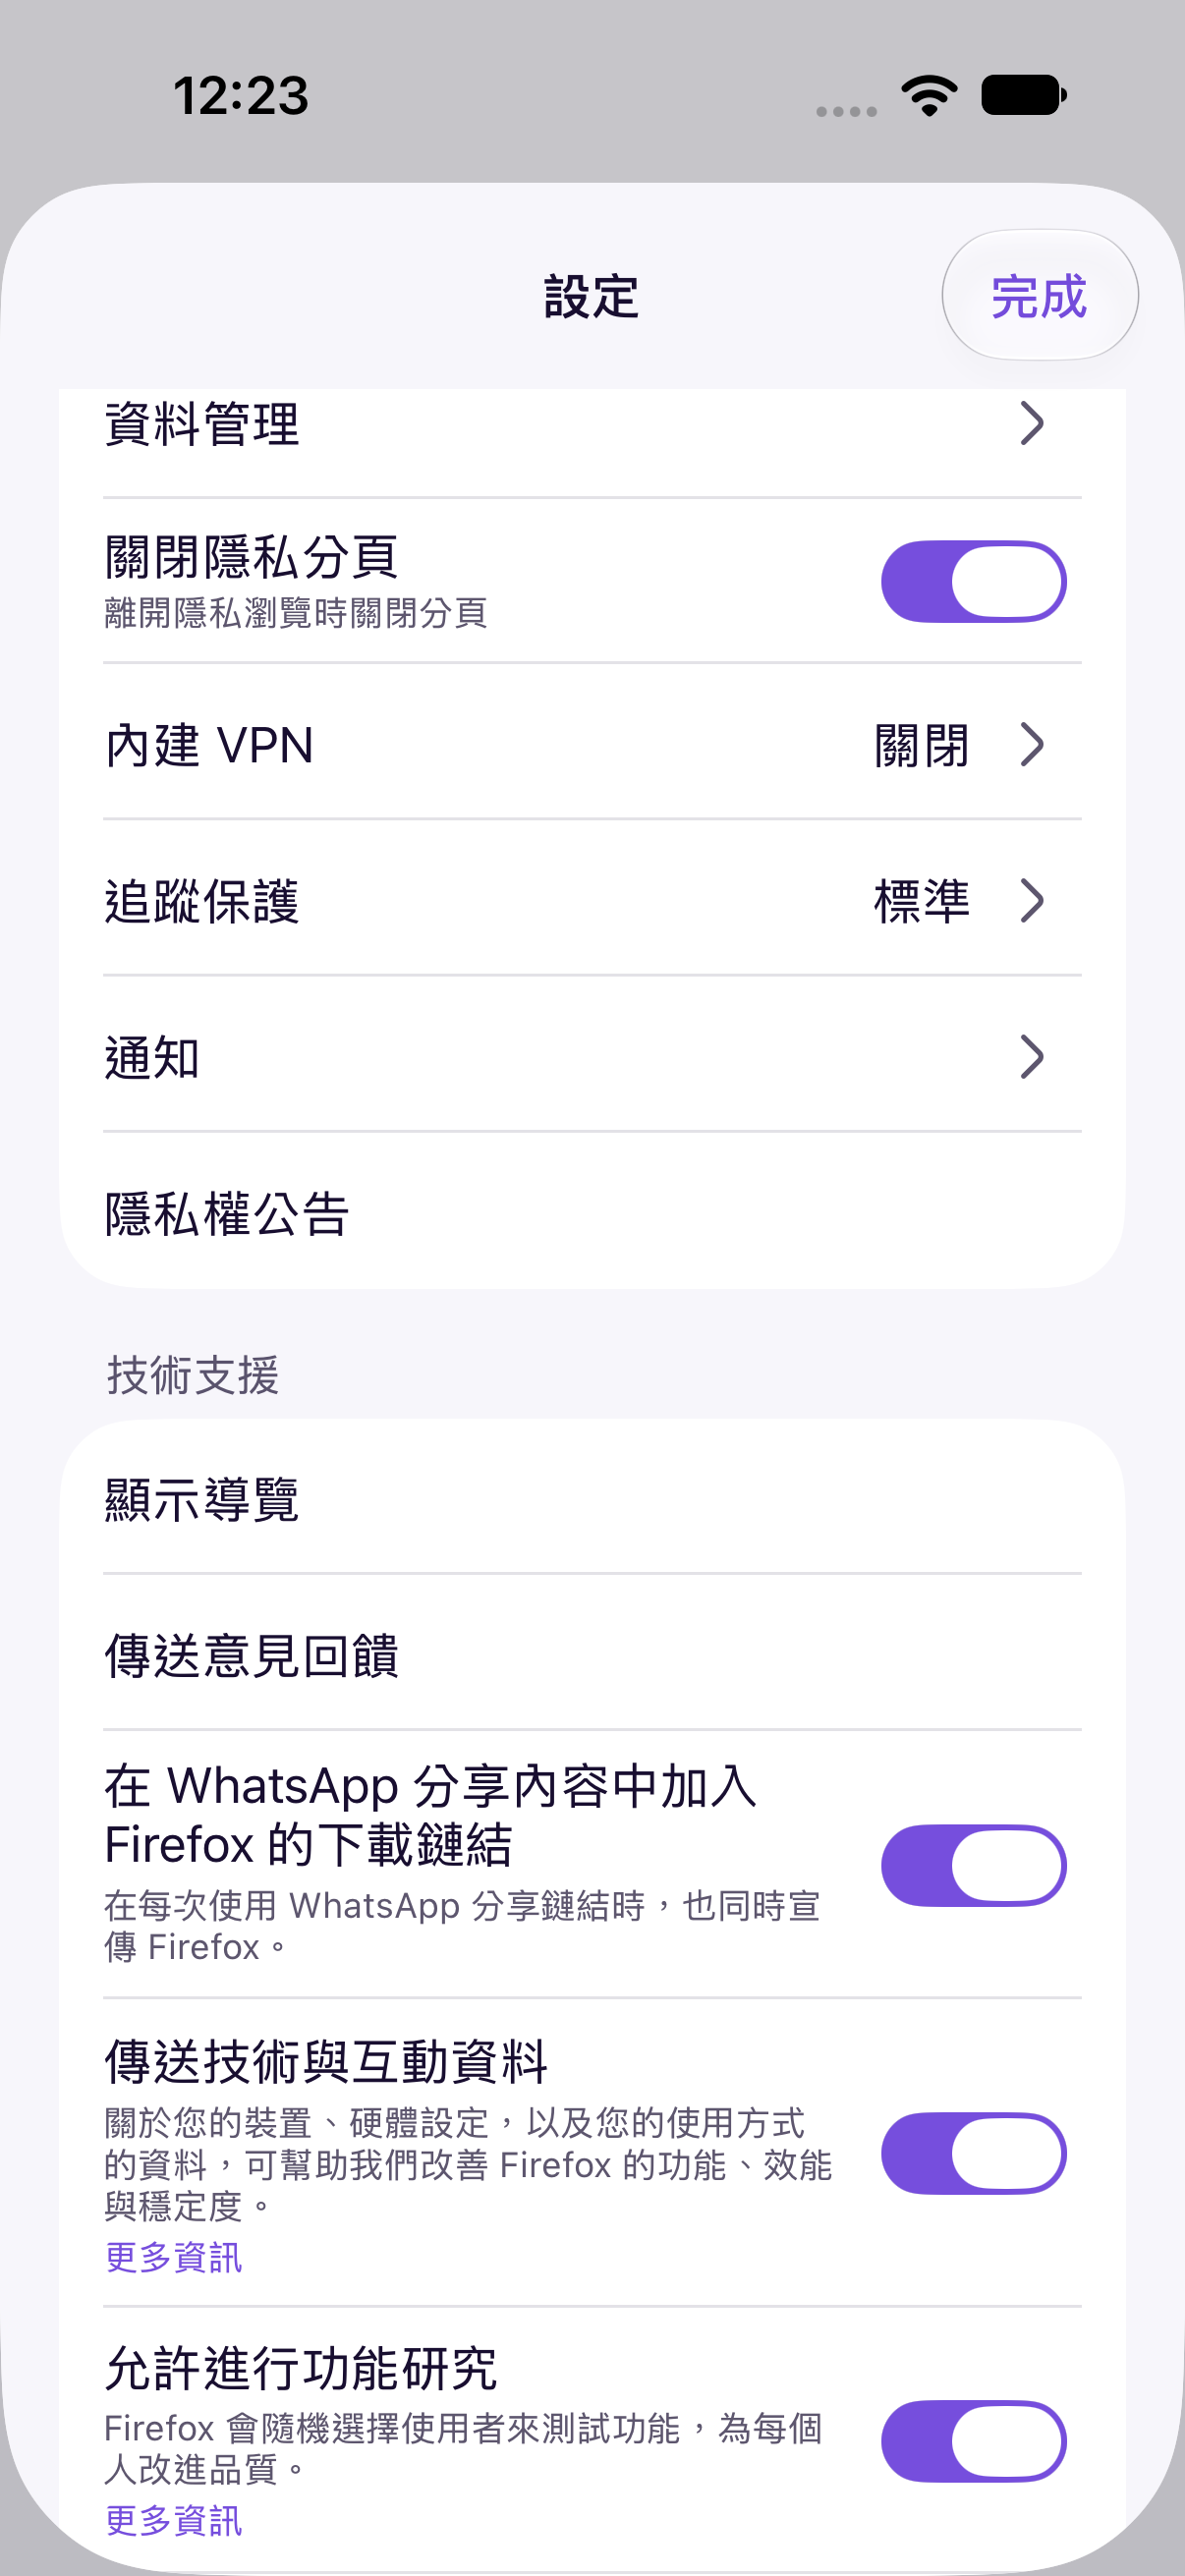 12:23
設定
完成
資料管理
關閉隱私分頁
離開隱私瀏覽時關閉分頁
內建 VPN
關閉
追蹤保護
標準
通知
隱私權公告
技術支援
顯示導覽
傳送意見回饋
在 WhatsApp 分享內容中加入
Firefox 的下載鏈結
在每次使用 WhatsApp 分享鏈結時，也同時宣
傳 Firefox。
傳送技術與互動資料
關於您的裝置、硬體設定，以及您的使用方式
的資料，可幫助我們改善 Firefox 的功能、效能
與穩定度。
更多資訊
允許進行功能研究
Firefox 會隨機選擇使用者來測試功能，為每個
人改進品質。
更多資訊